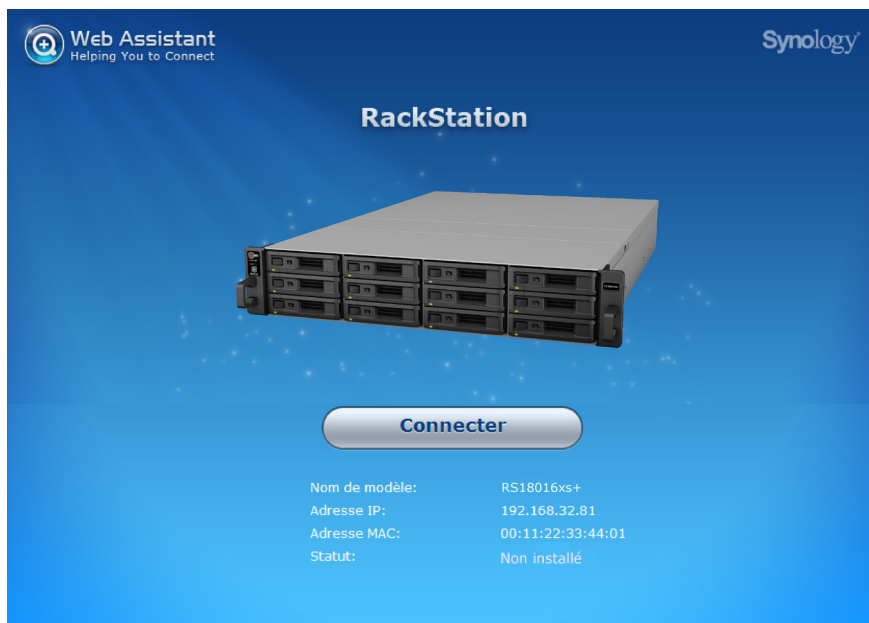 Web Assistant
Helping You to Connect
Synology
RackStation
Connecter
Nom de modèle: RS18016xs+
Adresse IP: 192.168.32.81
Adresse MAC: 00:11:22:33:44:01
Statut: Non installé